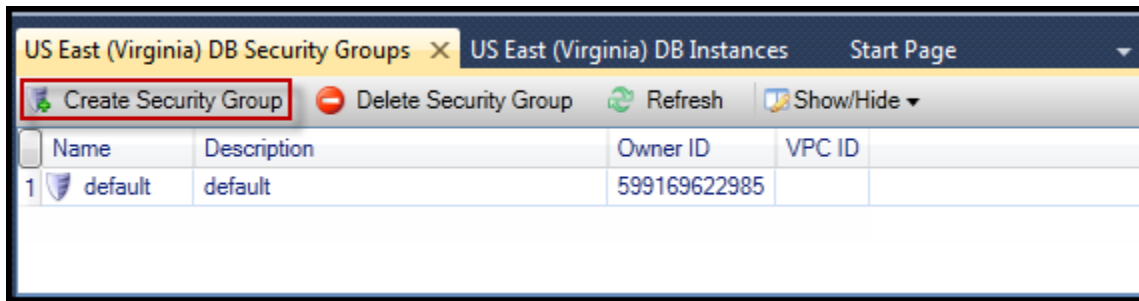 US East (Virginia) DB Security Groups US East (Virginia) DB Instances Start Page
Create Security Group Delete Security Group Refresh Show/Hide
Name Description Owner ID VPC ID
1 default default 599169622985